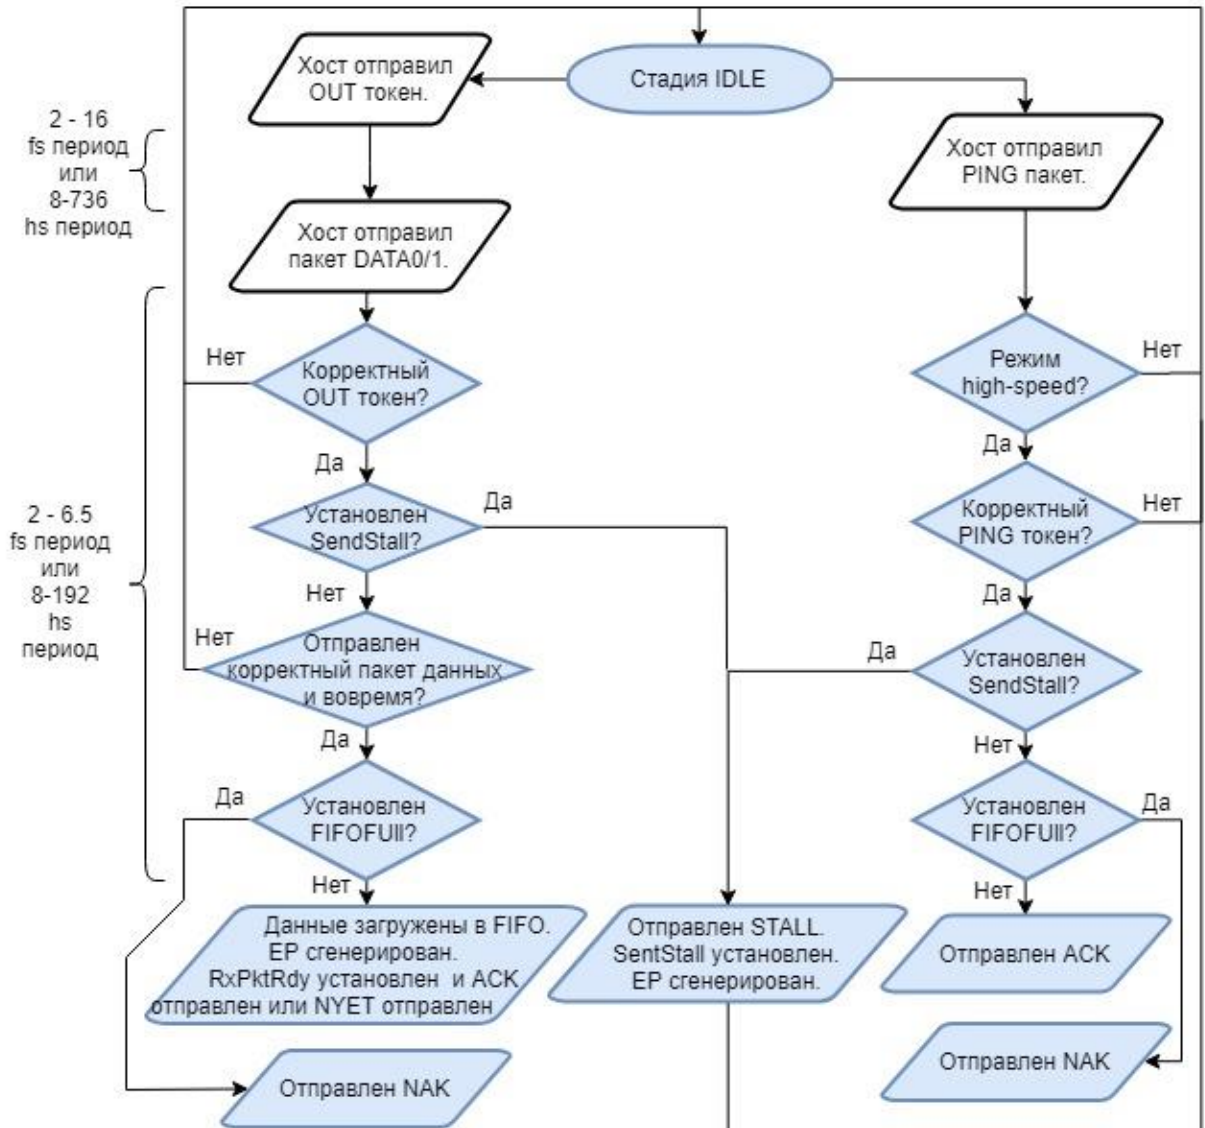 Стадия IDLE
Хост отправил
OUT токен.
2 - 16
fs период
или
8-736
hs период
Хост отправил
PING пакет.
Хост отправил
пакет DATA0/1.
Нет
Корректный
OUT токен?
Режим
high-speed?
Нет
Да
Да
2 - 6.5
fs период
или
8-192
hs
период
Установлен
SendStall?
Да
Корректный
PING токен?
Нет
Нет
Да
Нет
Отправлен
корректный пакет данных
и вовремя?
Да
Установлен
SendStall?
Да
Нет
Да
Установлен
FIFOFUll?
Установлен
FIFOFUll?
Да
Нет
Нет
Данные загружены в FIFO.
EP сгенерирован.
RxPktRdy установлен и ACK
отправлен или NYET отправлен
Отправлен STALL.
SentStall установлен.
EP сгенерирован.
Отправлен ACK
Отправлен NAK
Отправлен NAK